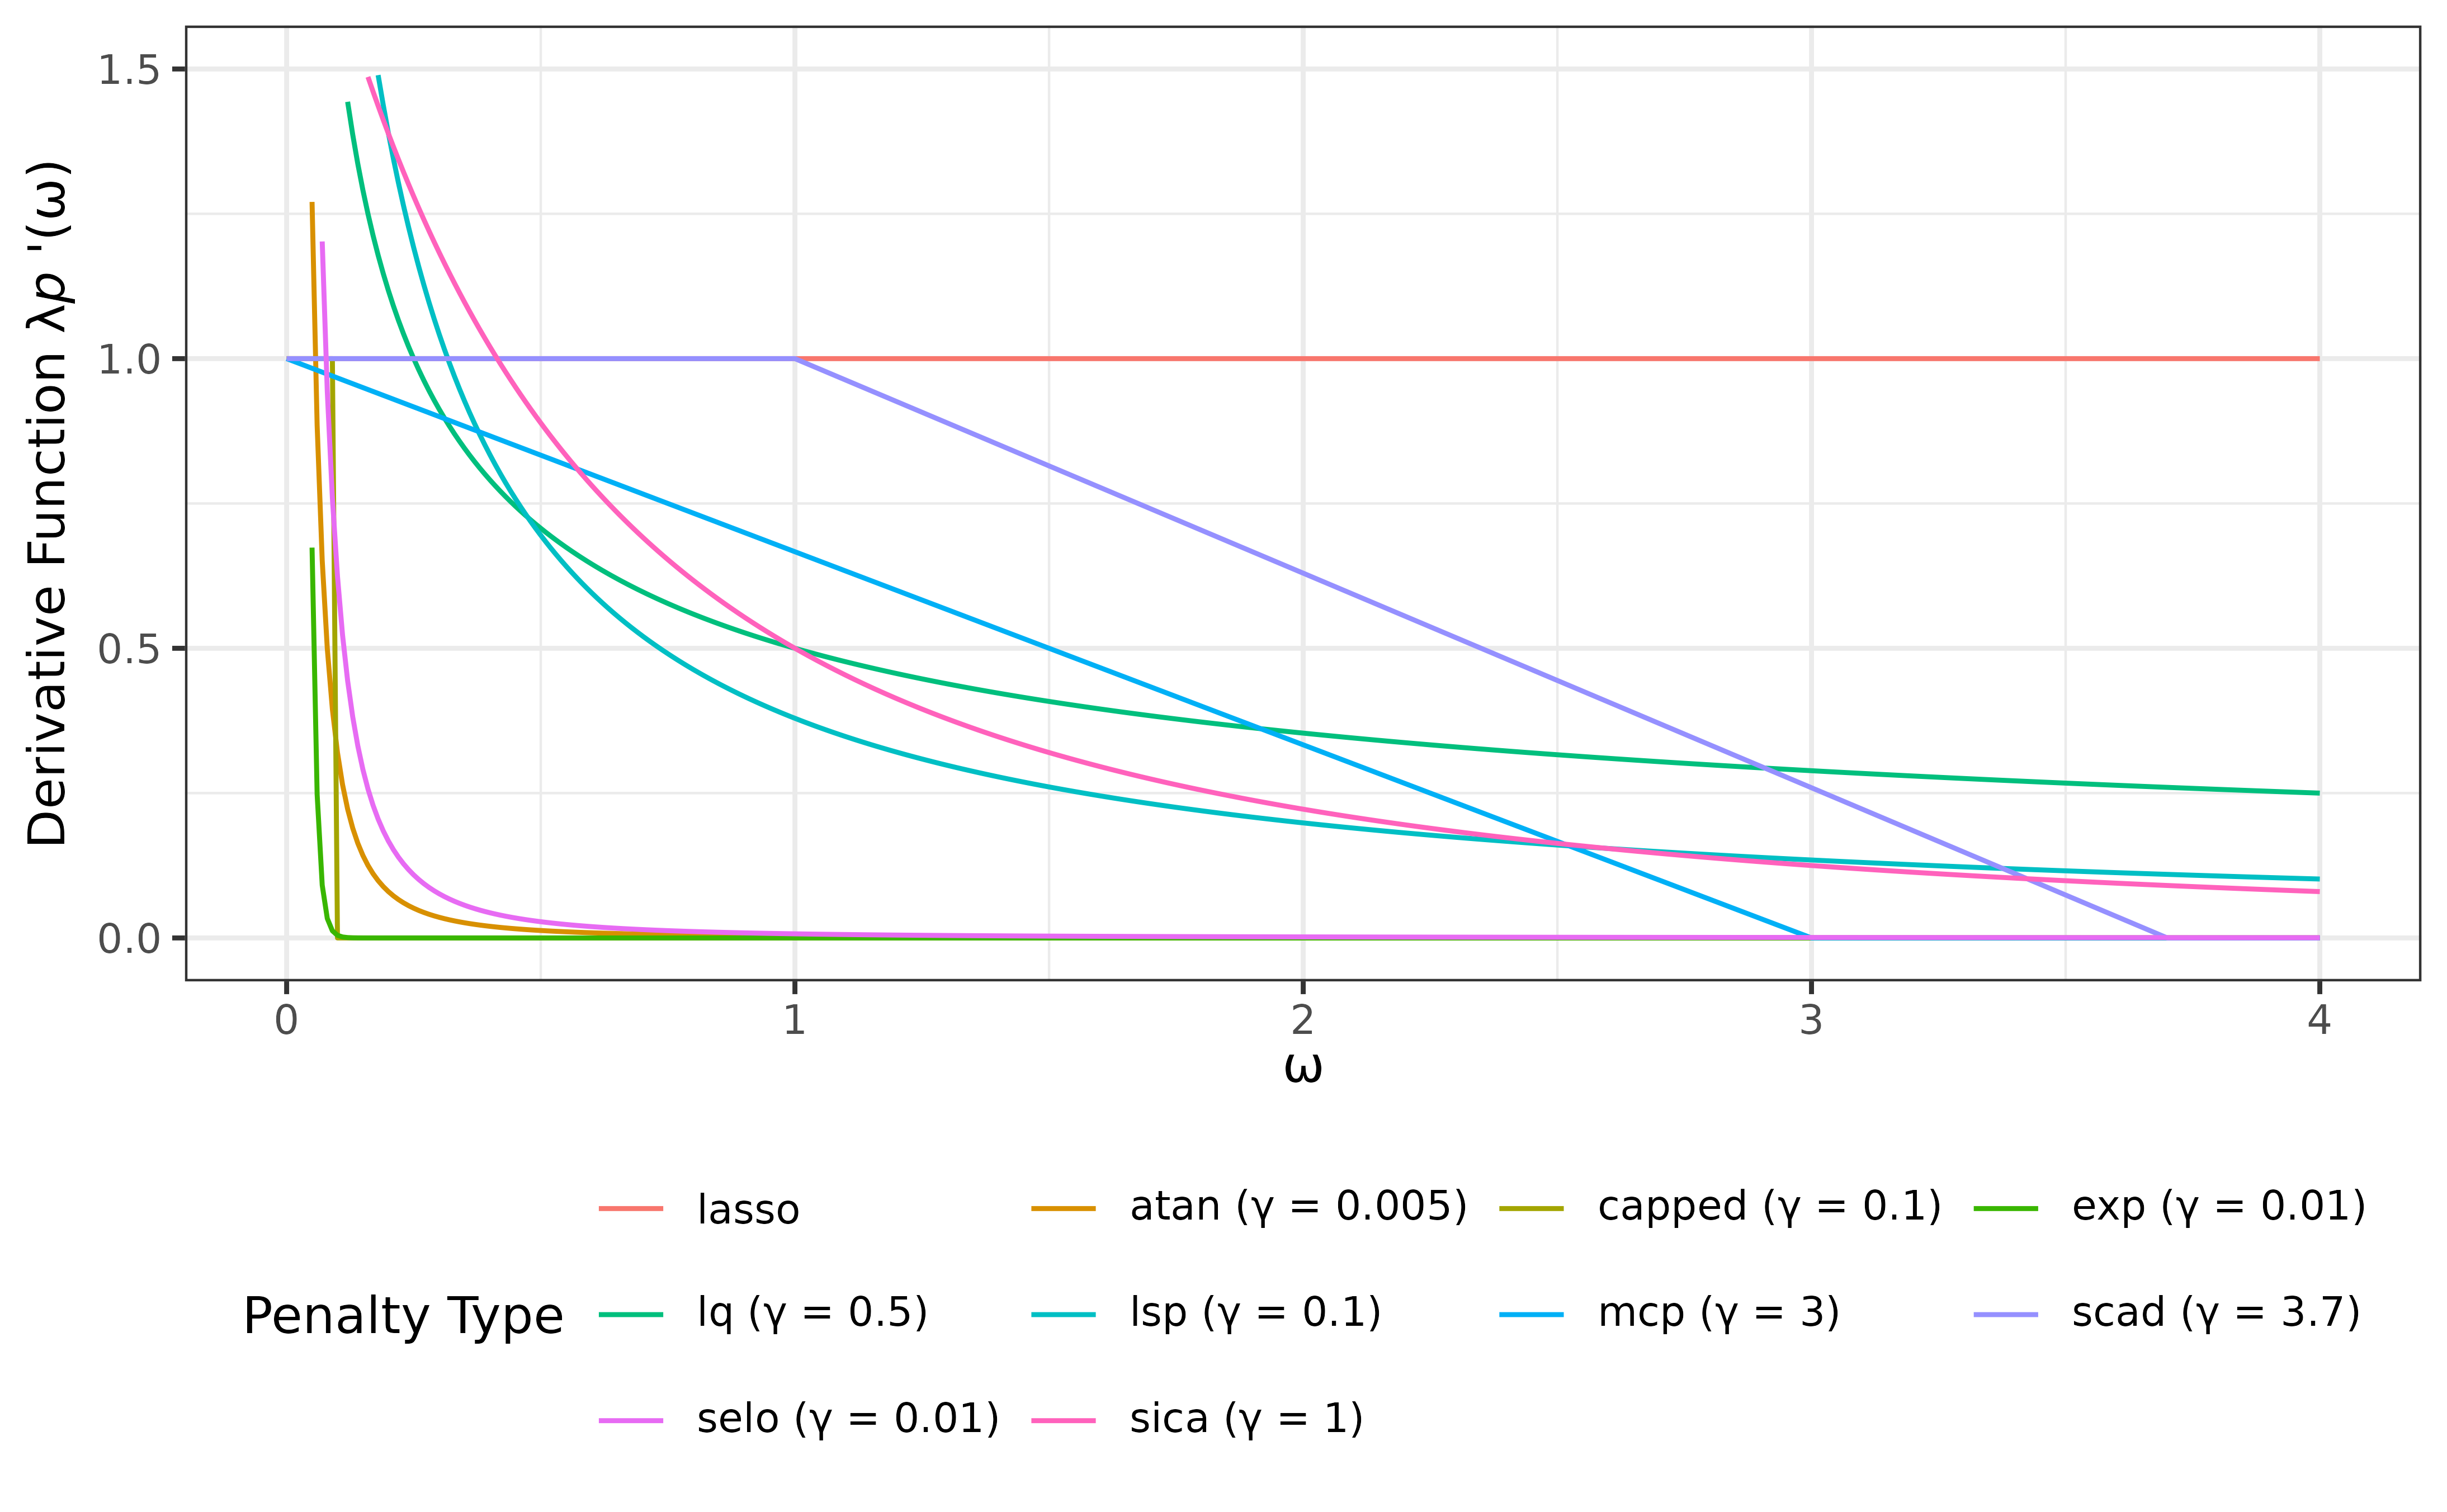 Derivative Function λp '(ω)
1.5
1.0
0.5
0.0
0 1 2 3 4
ω
Penalty Type
lasso atan (γ = 0.005) capped (γ = 0.1) exp (γ = 0.01)
lq (γ = 0.5) lsp (γ = 0.1) mcp (γ = 3) scad (γ = 3.7)
selo (γ = 0.01) sica (γ = 1)